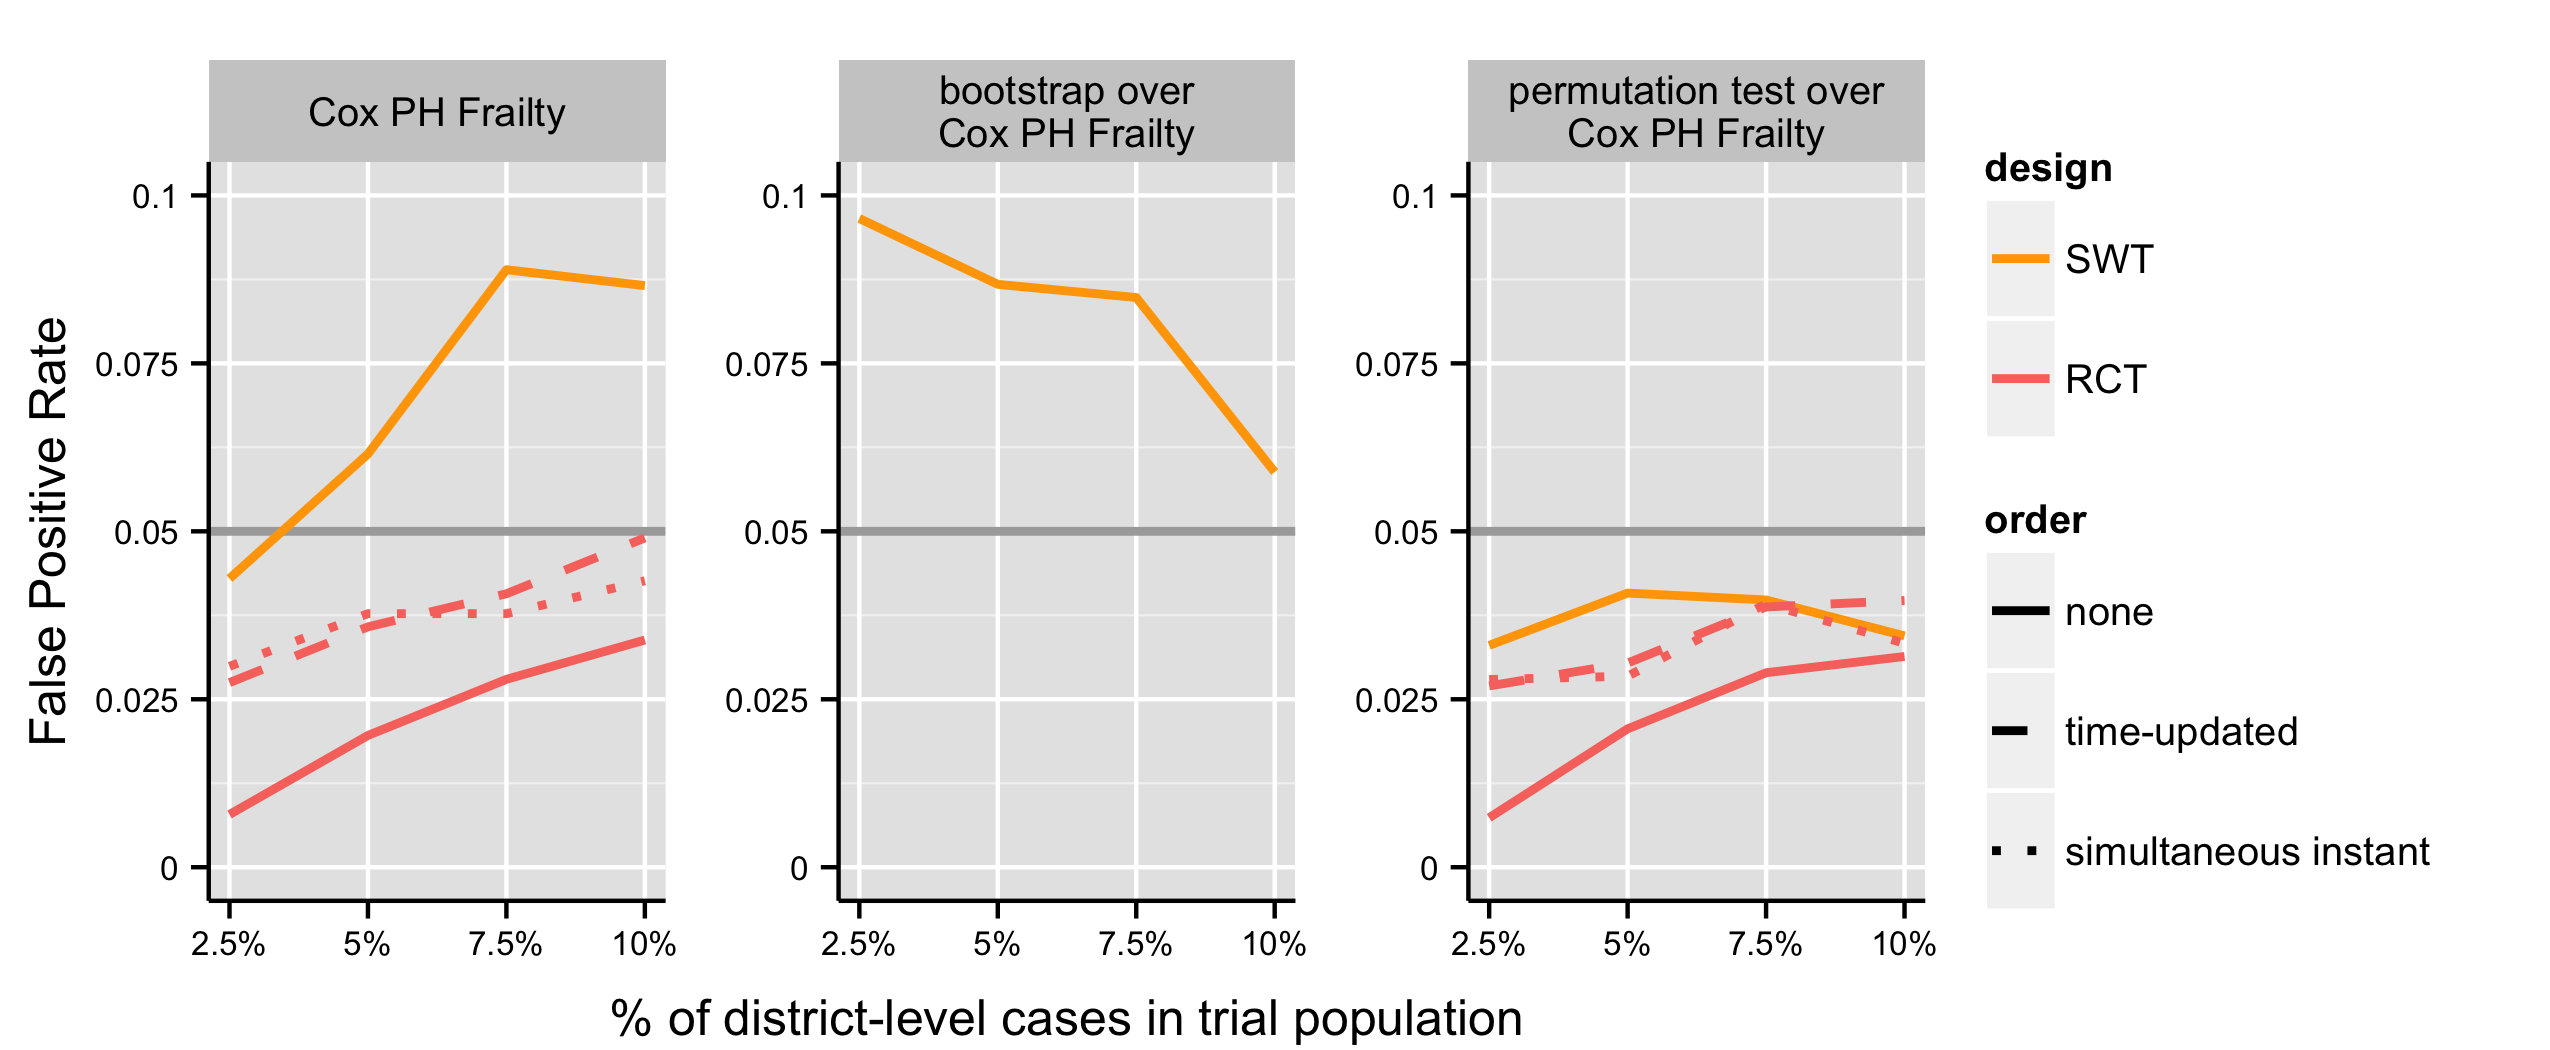 Cox PH Frailty
bootstrap over
Cox PH Frailty
permutation test over
Cox PH Frailty
False Positive Rate
0.1
0.075
0.05
0.025
0
0.1
0.075
0.05
0.025
0
0.1
0.075
0.05
0.025
0
2.5% 5% 7.5% 10%
2.5% 5% 7.5% 10%
2.5% 5% 7.5% 10%
% of district-level cases in trial population
design
SWT
RCT
order
none
time-updated
simultaneous instant